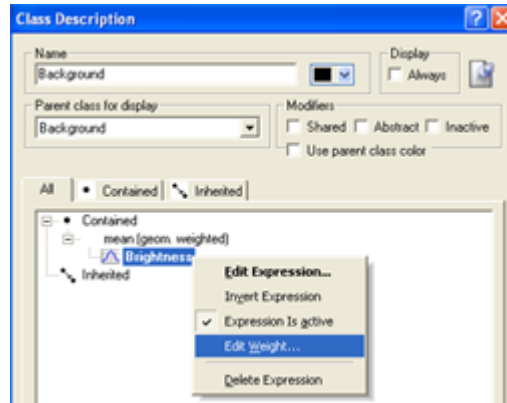 Class Description
Name
Display
Background
Always
Parent class for display
Modifiers
Background
Shared Abstract Inactive
Use parent class color
All Contained Inherited
Contained
mean (geom. weighted)
Brightness
Inherited
Edit Expression...
Invert Expression
Expression Is active
Edit Weight...
Delete Expression